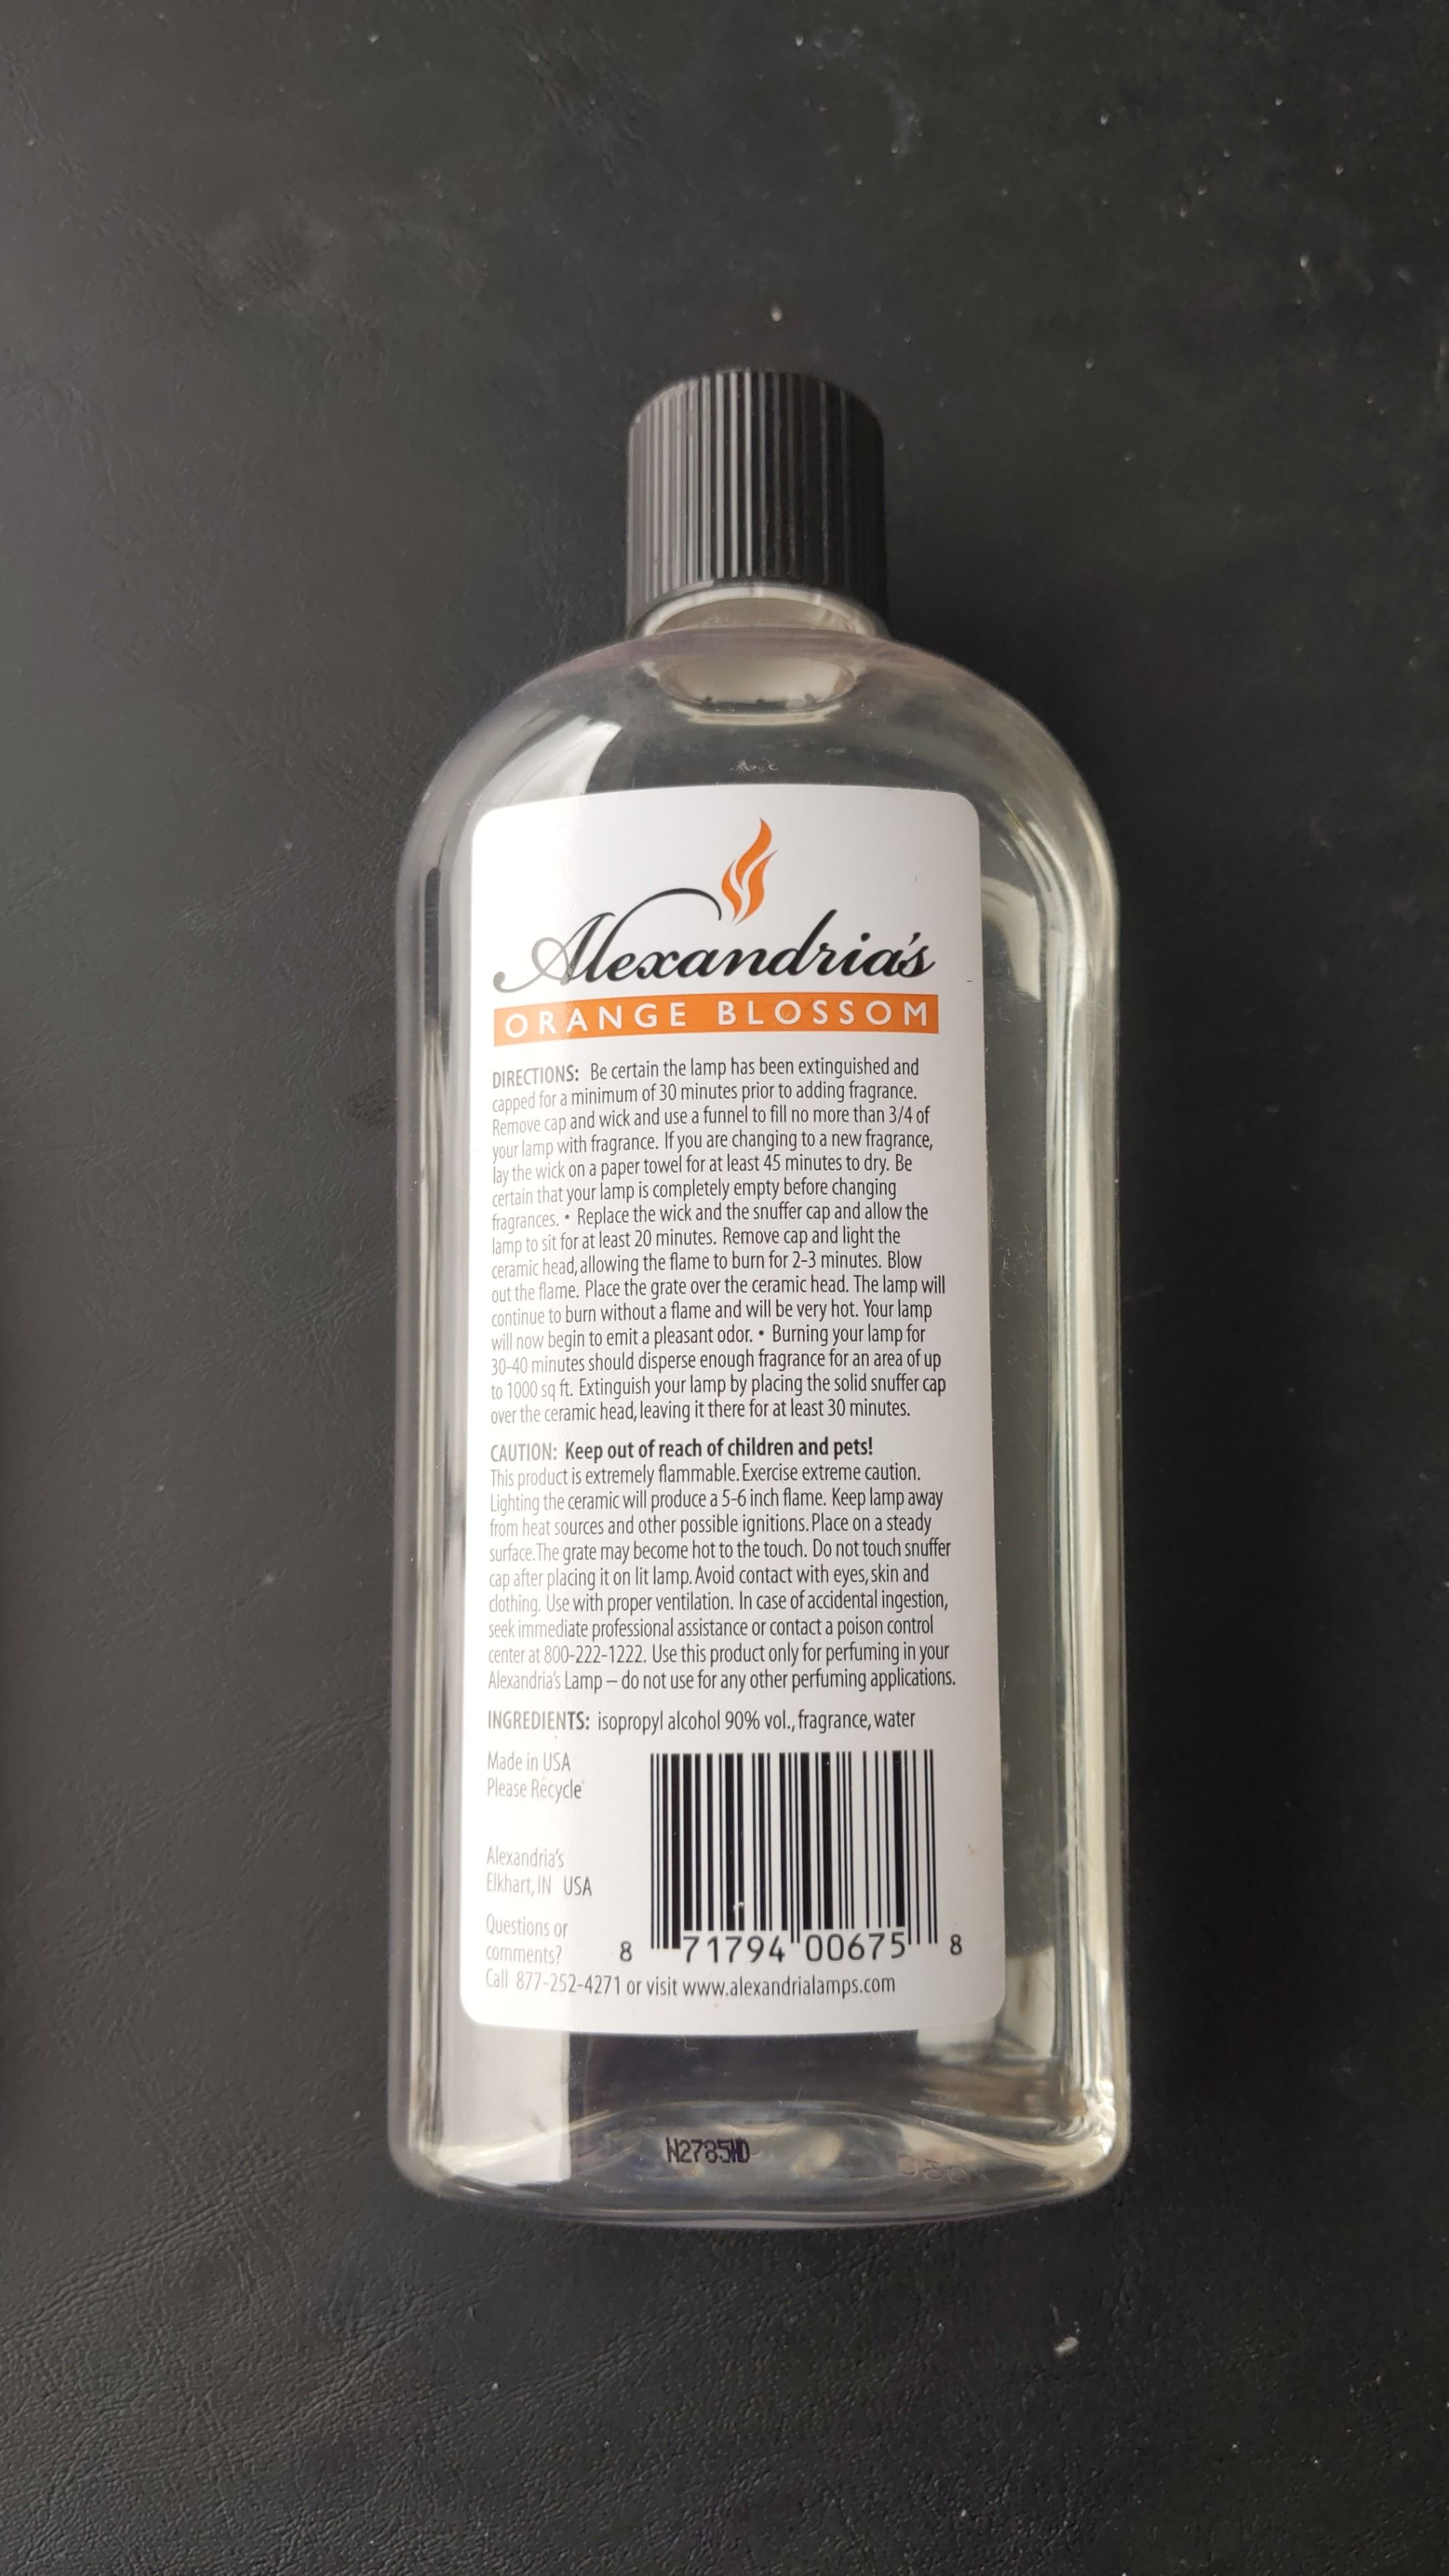 Alexandria's
ORANGE BLOSSOM
DIRECTIONS: Be certain the lamp has been extinguished and
capped for a minimum of 30 minutes prior to adding fragrance.
Remove cap and wick and use a funnel to fill no more than 3/4 of
your lamp with fragrance. If you are changing to a new fragrance,
lay the wick on a paper towel for at least 45 minutes to dry. Be
certain that your lamp is completely empty before changing
fragrances. • Replace the wick and the snuffer cap and allow the
lamp to sit for at least 20 minutes. Remove cap and light the
ceramic head, allowing the flame to burn for 2-3 minutes. Blow
out the flame. Place the grate over the ceramic head. The lamp will
continue to burn without a flame and will be very hot. Your lamp
will now begin to emit a pleasant odor. • Burning your lamp for
30-40 minutes should disperse enough fragrance for an area of up
to 1000 sq ft. Extinguish your lamp by placing the solid snuffer cap
over the ceramic head, leaving it there for at least 30 minutes.
CAUTION: Keep out of reach of children and pets!
This product is extremely flammable. Exercise extreme caution.
Lighting the ceramic will produce a 5-6 inch flame. Keep lamp away
from heat sources and other possible ignitions. Place on a steady
surface. The grate may become hot to the touch. Do not touch snuffer
cap after placing it on lit lamp. Avoid contact with eyes, skin and
clothing. Use with proper ventilation. In case of accidental ingestion,
seek immediate professional assistance or contact a poison control
center at 800-222-1222. Use this product only for perfuming in your
Alexandria's Lamp – do not use for any other perfuming applications.
INGREDIENTS: isopropyl alcohol 90% vol., fragrance, water
Made in USA
Please Recycle
Alexandria's
Elkhart, IN USA
Questions or
comments?
8 71794 00675 8
Call 877-252-4271 or visit www.alexandrialamps.com